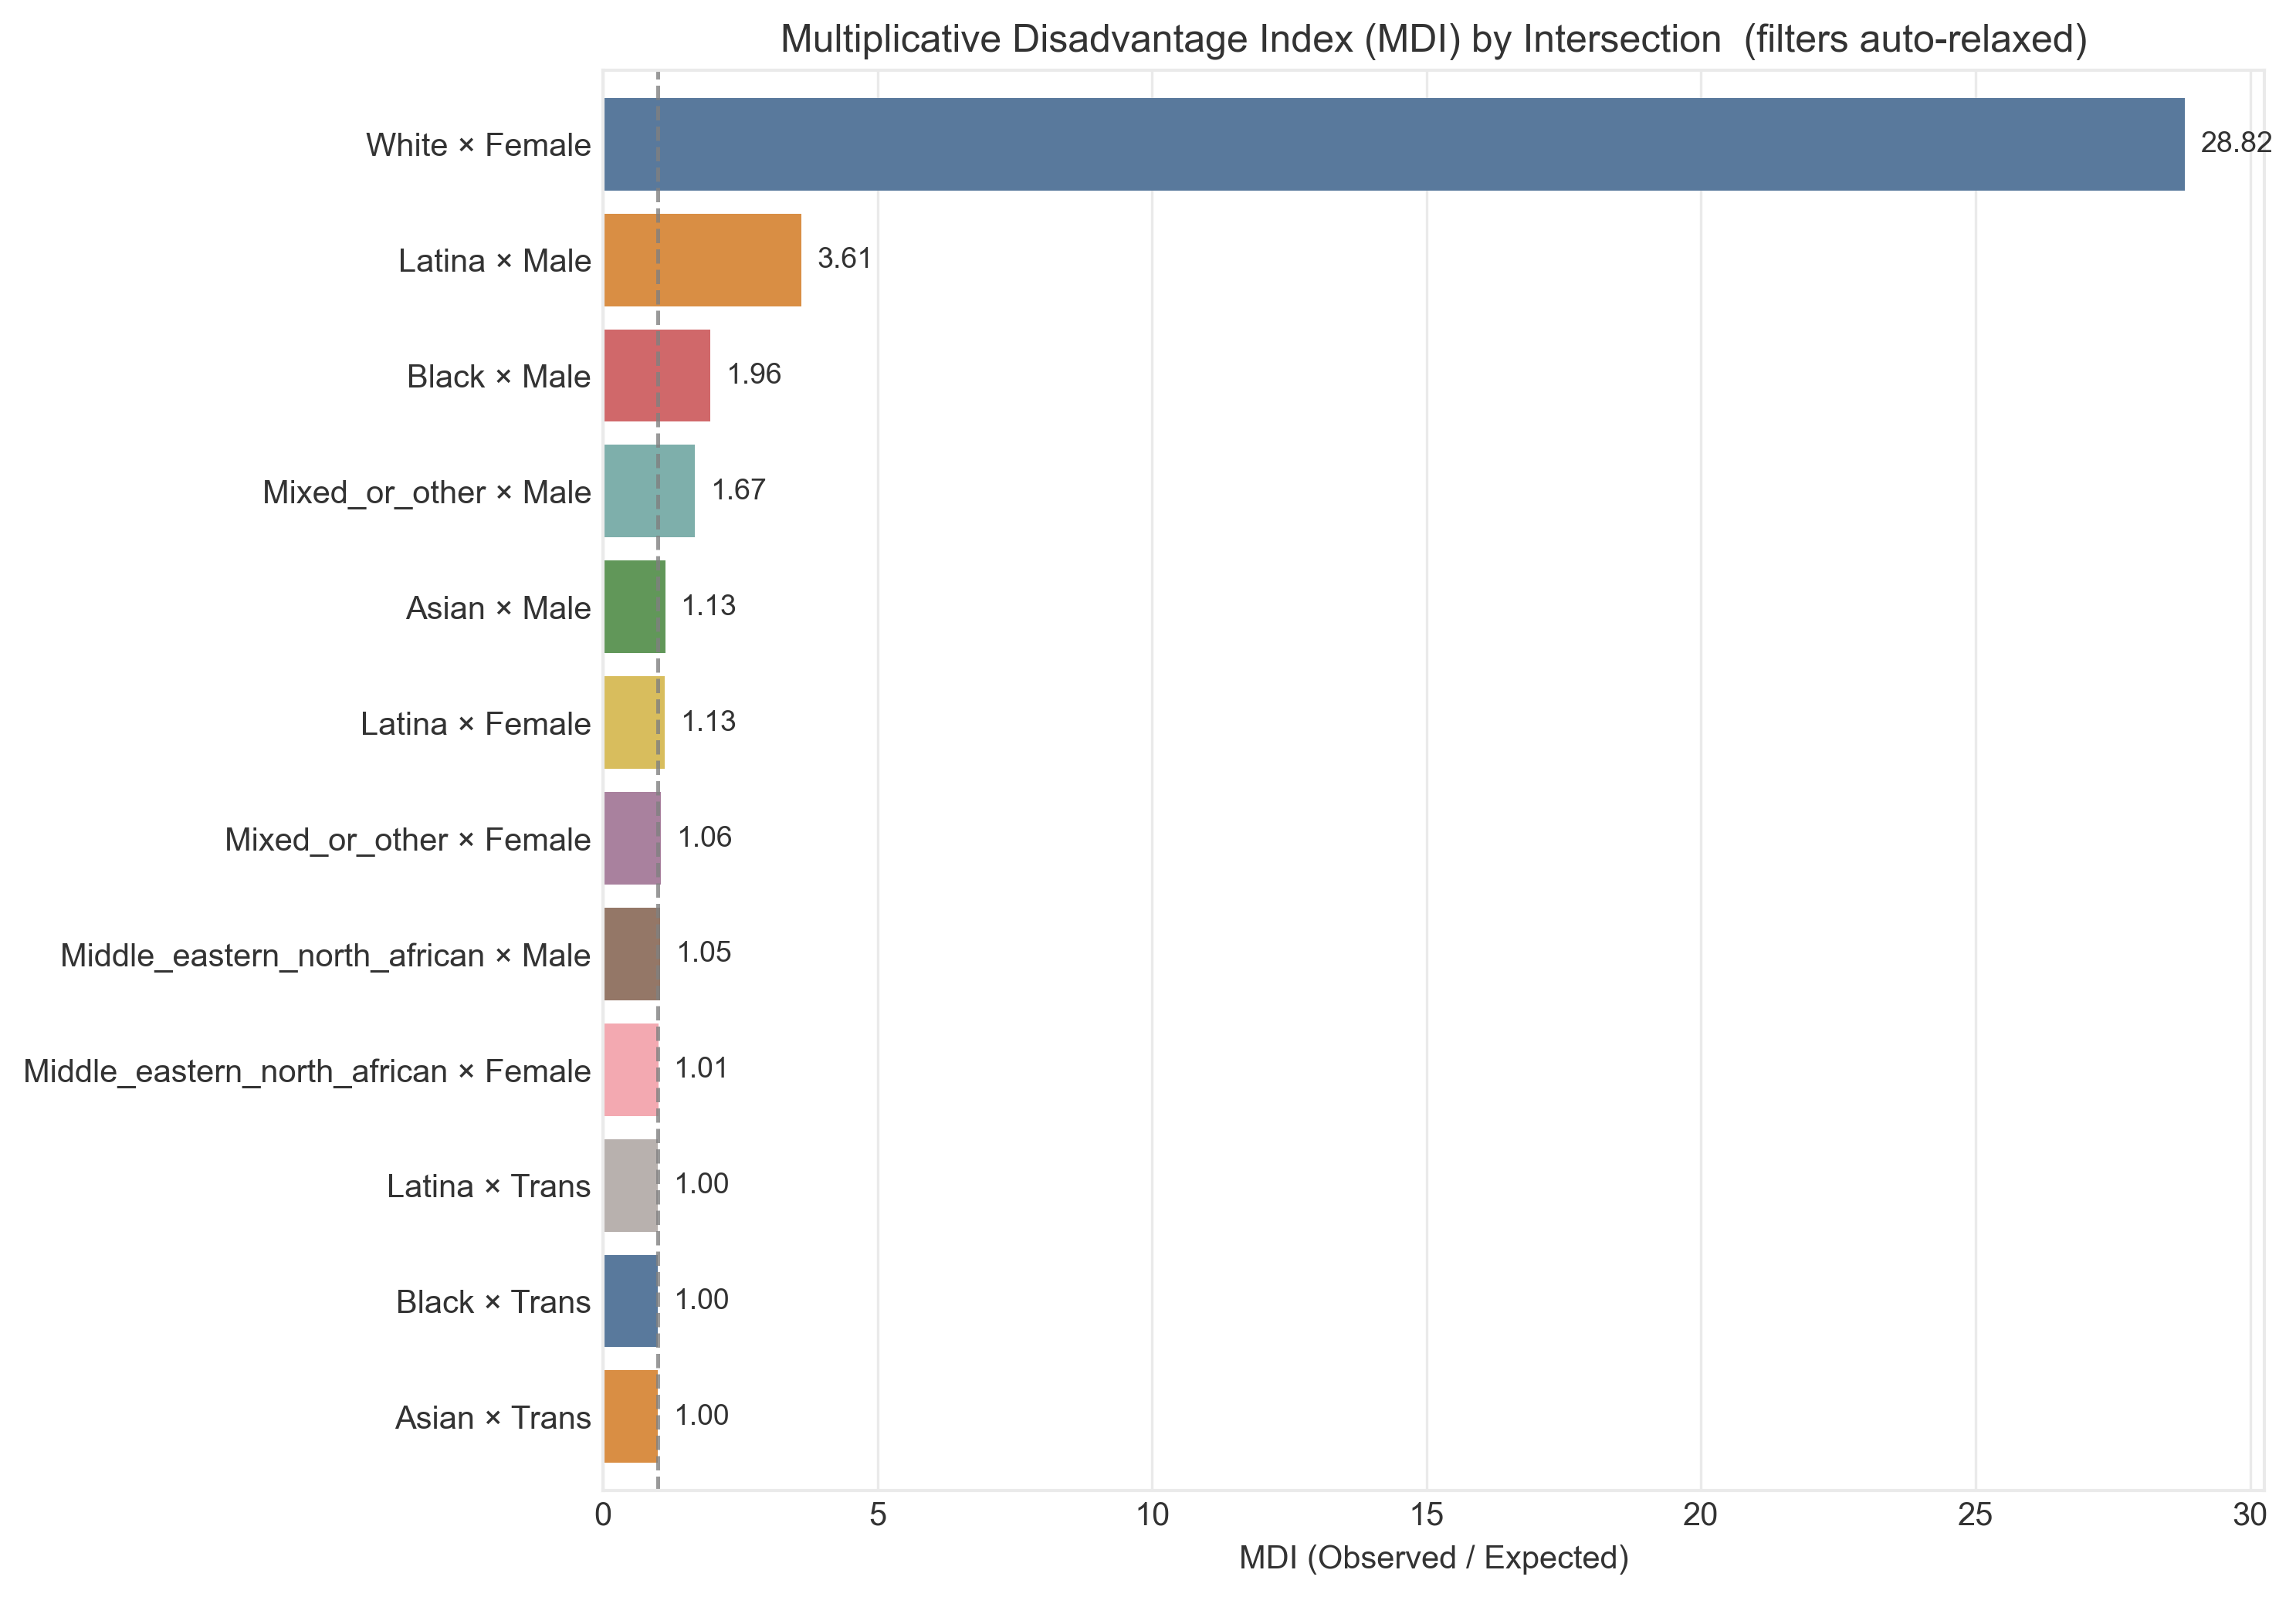 Multiplicative Disadvantage Index (MDI) by Intersection  (filters auto-relaxed)
White × Female
28.82
Latina × Male
3.61
Black × Male
1.96
Mixed_or_other × Male
1.67
Asian × Male
1.13
Latina × Female
1.13
Mixed_or_other × Female
1.06
Middle_eastern_north_african × Male
1.05
Middle_eastern_north_african × Female
1.01
Latina × Trans
1.00
Black × Trans
1.00
Asian × Trans
1.00
0 5 10 15 20 25 30
MDI (Observed / Expected)